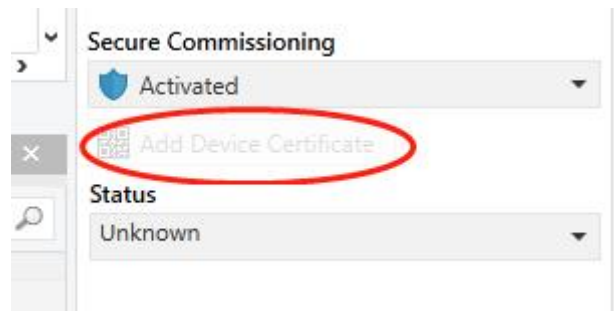 Secure Commissioning
Activated
Add Device Certificate
Status
Unknown